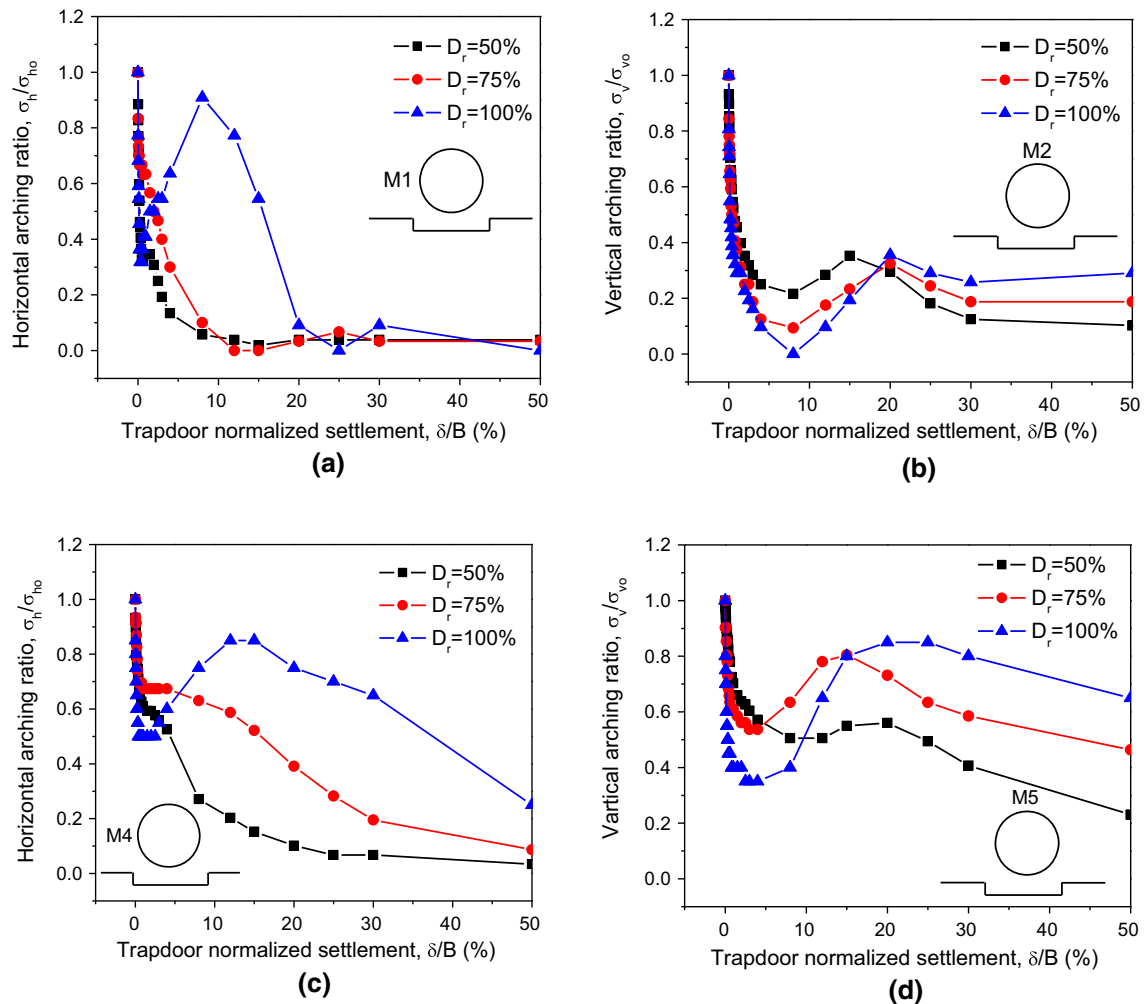 1.2
1.0
0.8
0.6
0.4
0.2
0.0
Horizontal arching ratio, σh/σho
D_r=50%
D_r=75%
D_r=100%
M1
0 10 20 30 40 50
Trapdoor normalized settlement, δ/B (%)
(a)
1.2
1.0
0.8
0.6
0.4
0.2
0.0
Vertical arching ratio, σv/σvo
D_r=50%
D_r=75%
D_r=100%
M2
0 10 20 30 40 50
Trapdoor normalized settlement, δ/B (%)
(b)
1.2
1.0
0.8
0.6
0.4
0.2
0.0
Horizontal arching ratio, σh/σho
D_r=50%
D_r=75%
D_r=100%
M4
0 10 20 30 40 50
Trapdoor normalized settlement, δ/B (%)
(c)
1.2
1.0
0.8
0.6
0.4
0.2
0.0
Vartical arching ratio, σv/σvo
D_r=50%
D_r=75%
D_r=100%
M5
0 10 20 30 40 50
Trapdoor normalized settlement, δ/B (%)
(d)